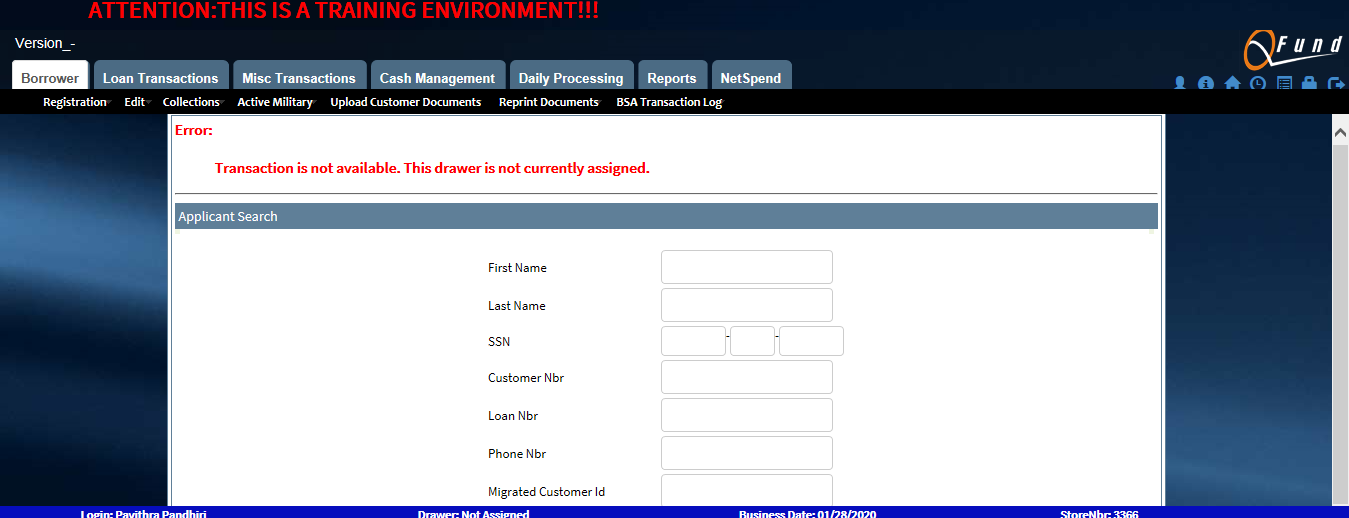 ATTENTION:THIS IS A TRAINING ENVIRONMENT!!!
Version_-
QFund
Borrower Loan Transactions Misc Transactions Cash Management Daily Processing Reports NetSpend
Registration Edit Collections Active Military Upload Customer Documents Reprint Documents BSA Transaction Log
Error:
Transaction is not available. This drawer is not currently assigned.
Applicant Search
First Name
Last Name
SSN - -
Customer Nbr
Loan Nbr
Phone Nbr
Migrated Customer Id
Login: Pavithra Pandhiri Drawer: Not Assigned Business Date: 01/28/2020 StoreNbr: 3366